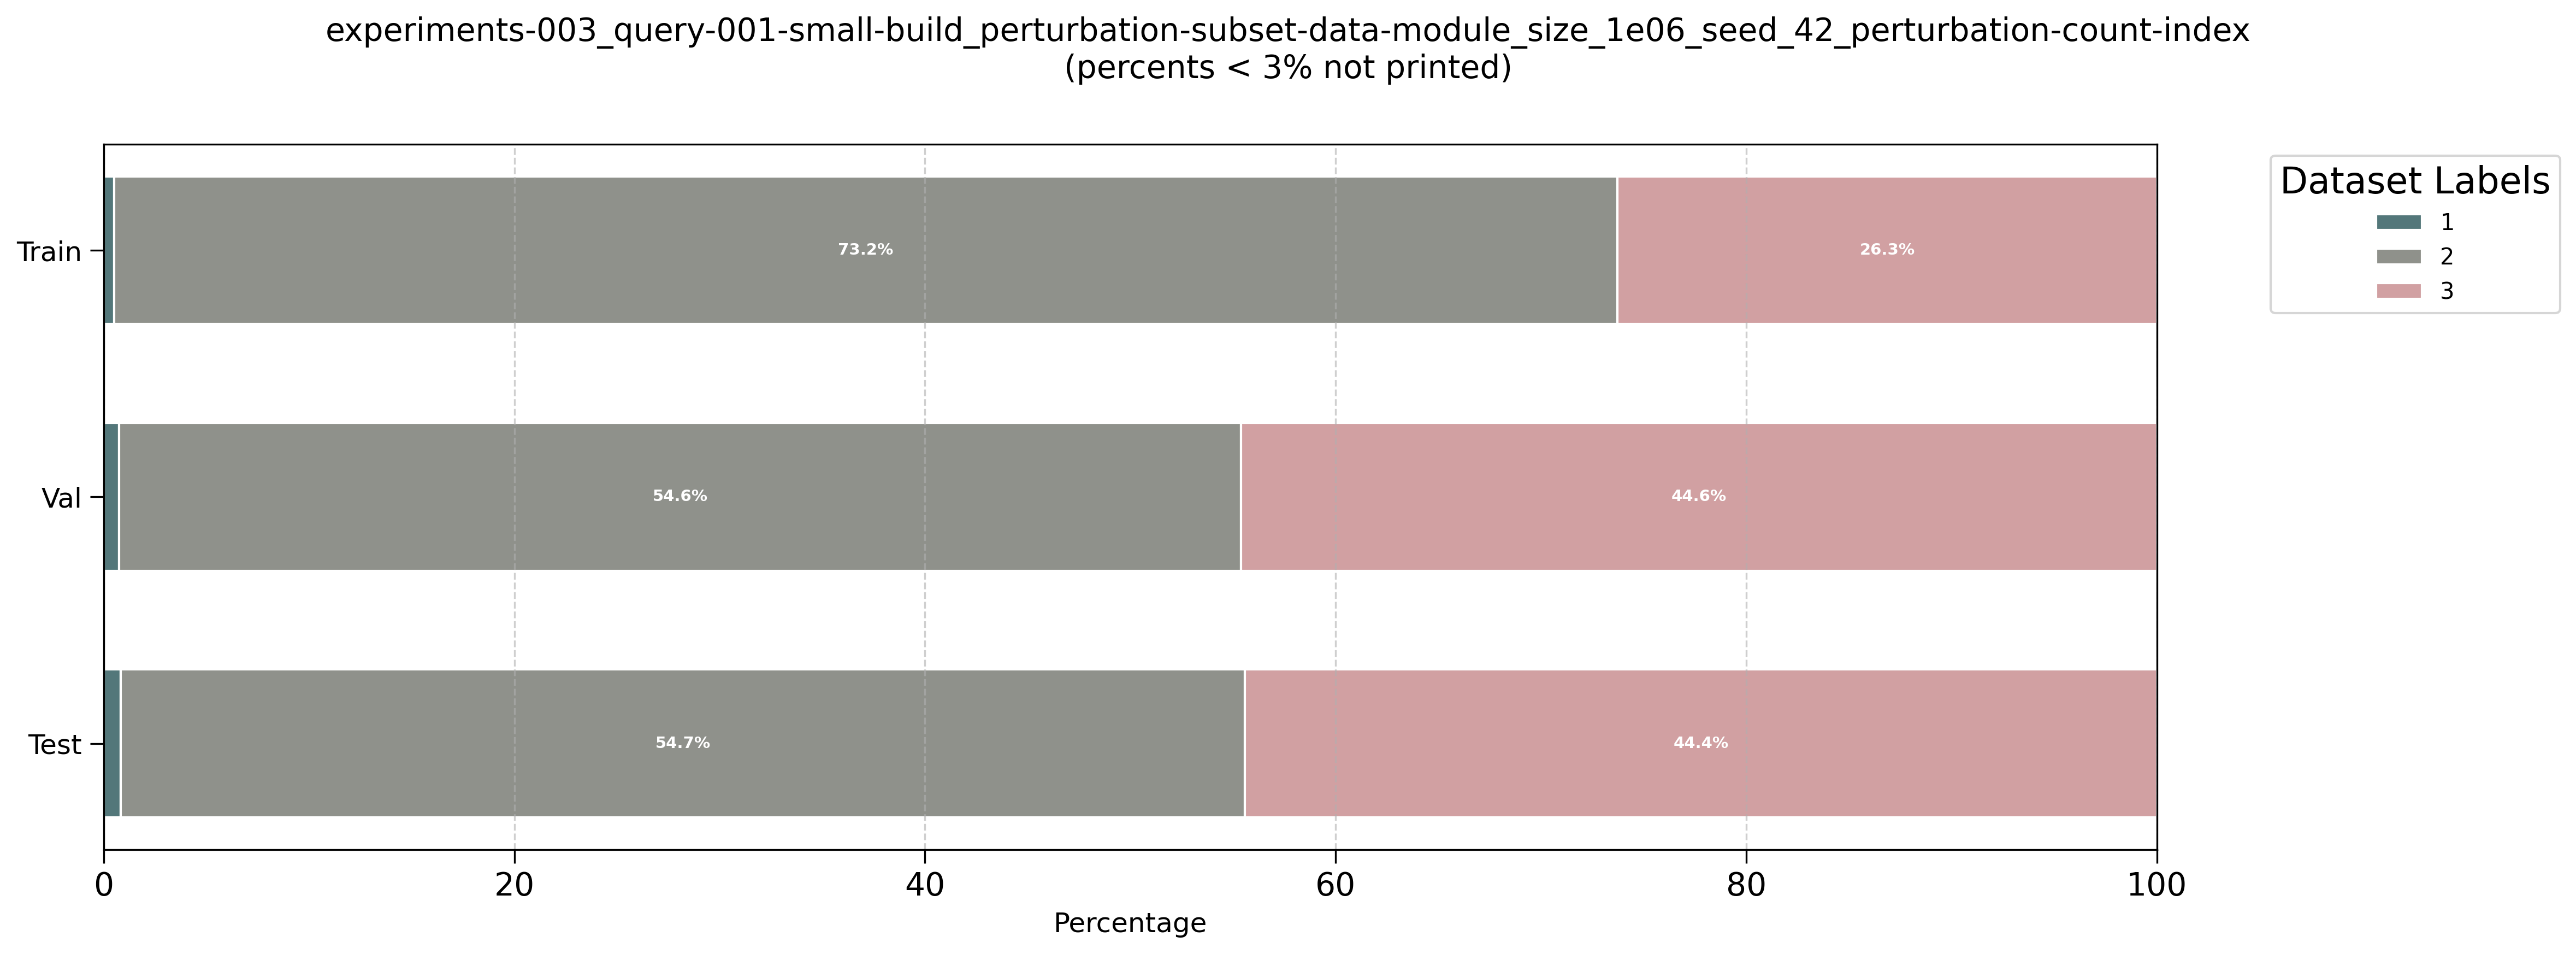 experiments-003_query-001-small-build_perturbation-subset-data-module_size_1e06_seed_42_perturbation-count-index
(percents < 3% not printed)
Dataset Labels
1
2
3
Train
73.2%
26.3%
Val
54.6%
44.6%
Test
54.7%
44.4%
0
20
40
60
80
100
Percentage